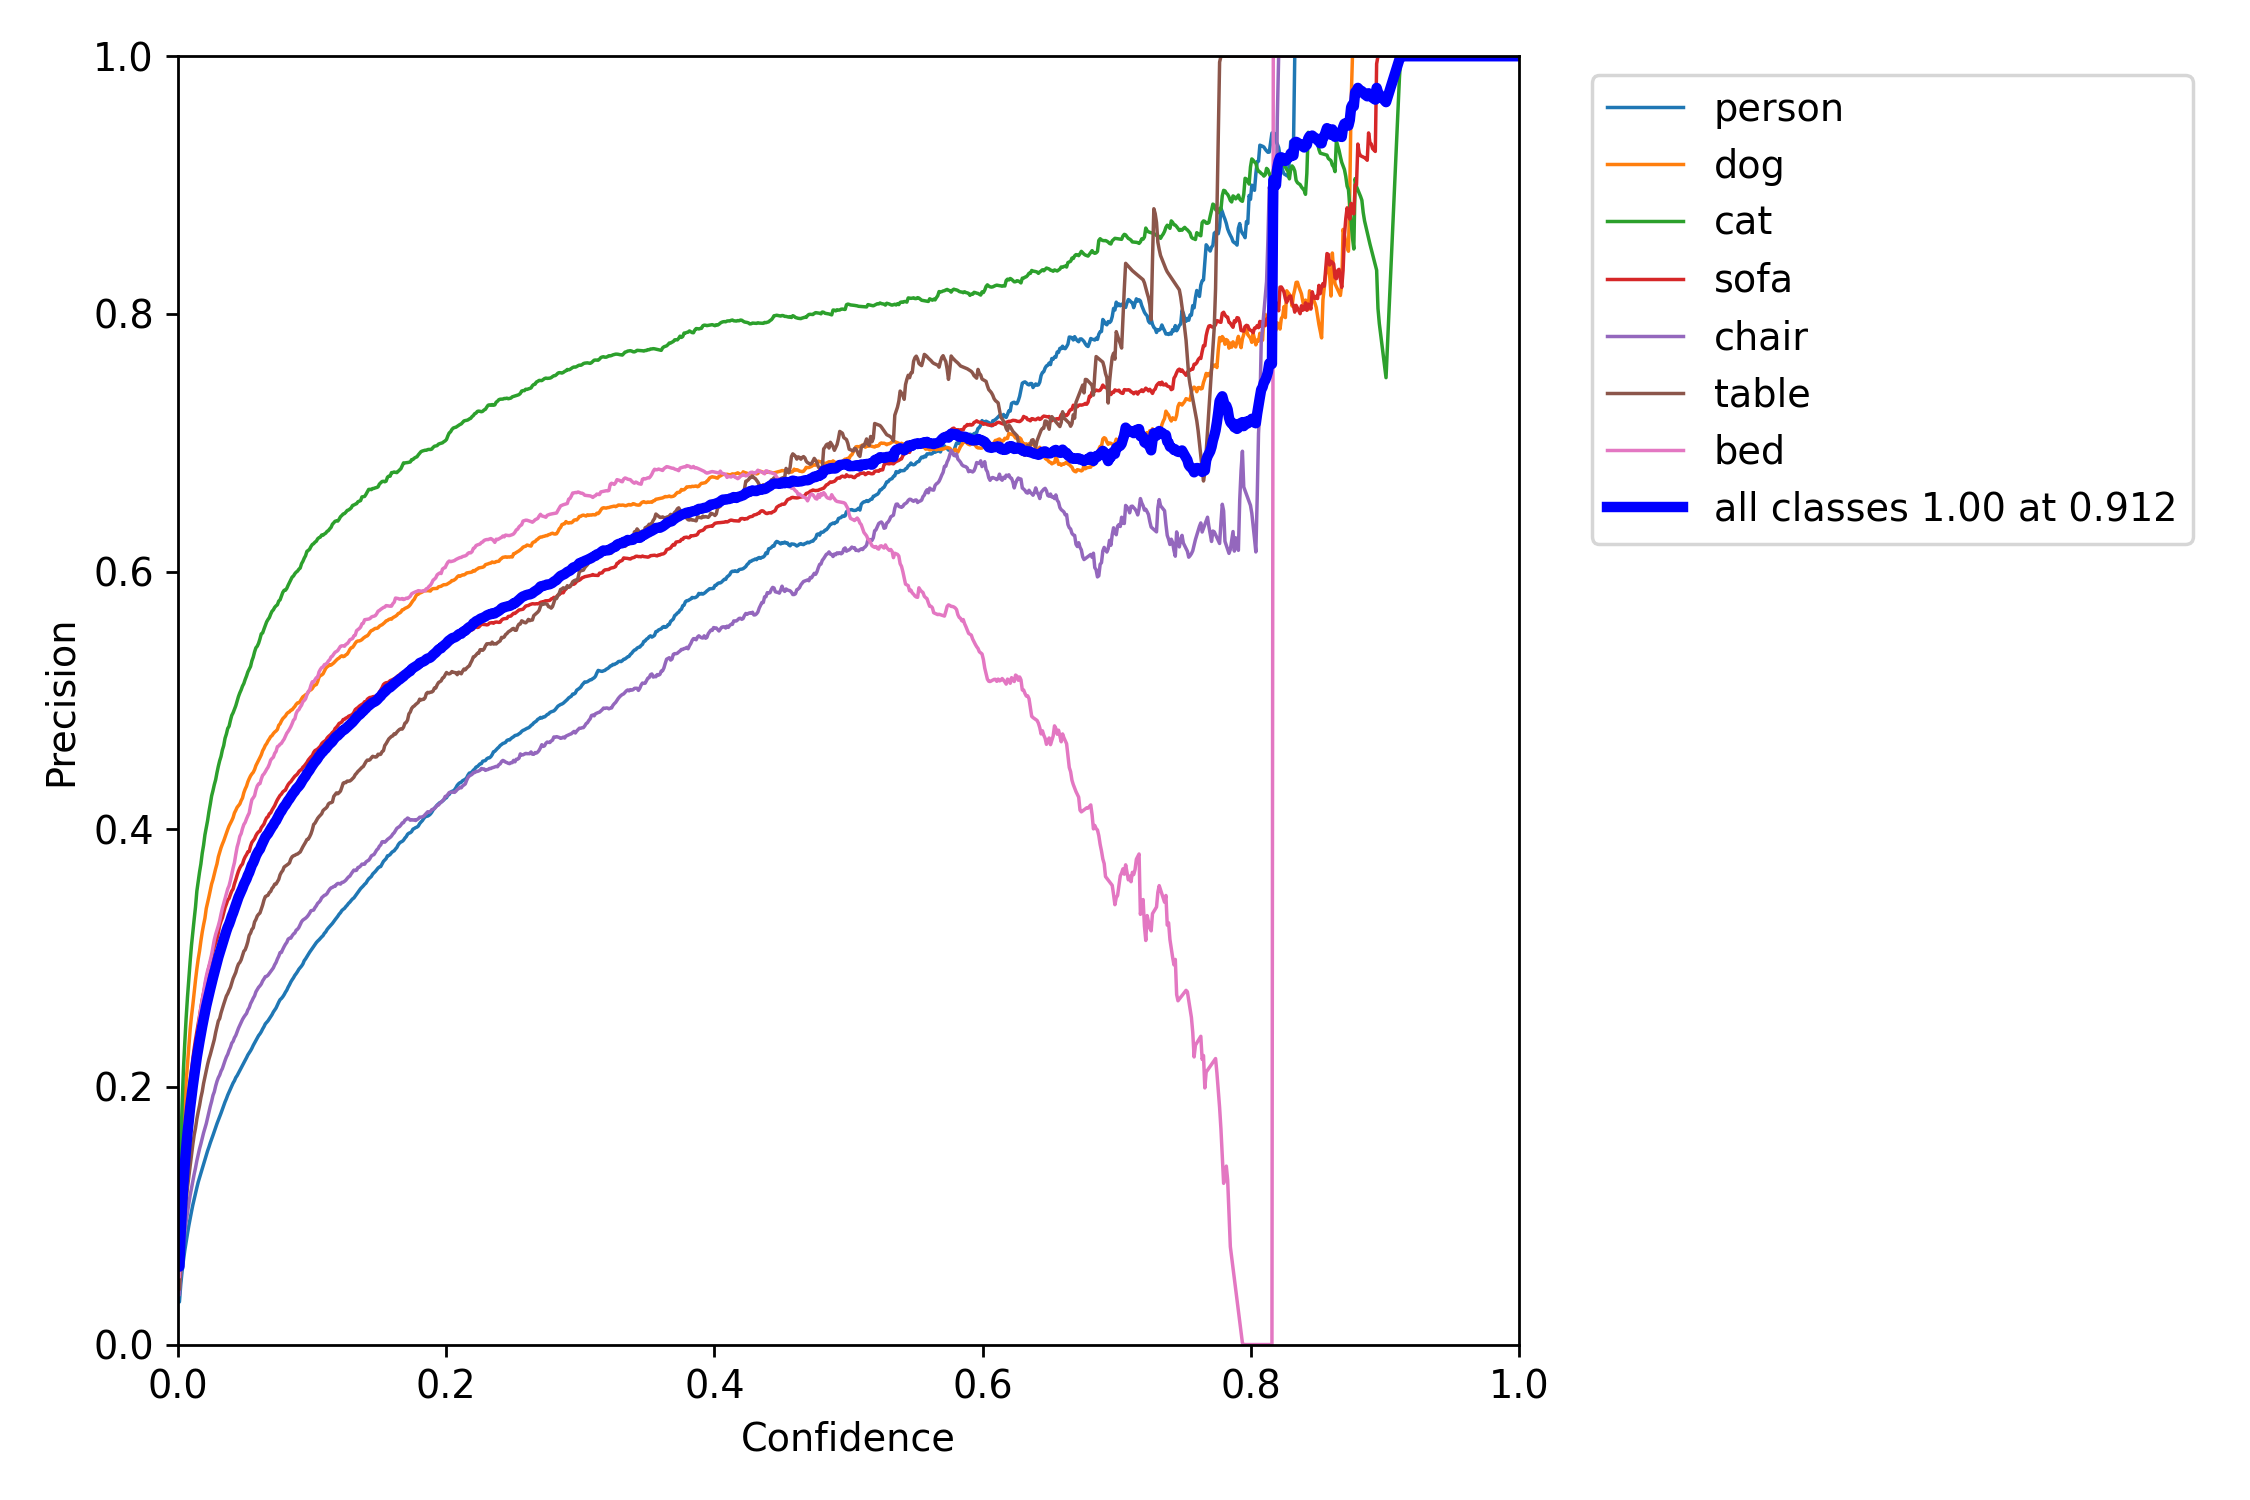 1.0
0.8
0.6
0.4
0.2
0.0
Precision
0.0 0.2 0.4 0.6 0.8 1.0
Confidence
person
dog
cat
sofa
chair
table
bed
all classes 1.00 at 0.912